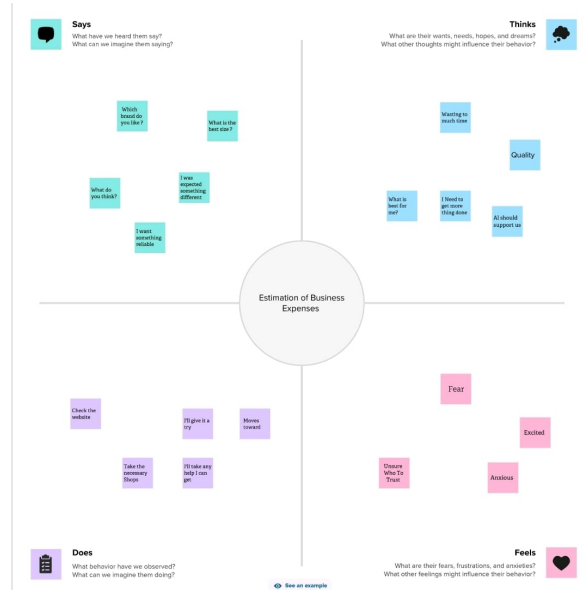 Says
What have we heard them say?
What can we imagine them saying?
Thinks
What are their wants, needs, hopes, and dreams?
What other thoughts might influence their behavior?
Which
brand do
you like ?
What is the
best size ?
What do
you think?
I was
expected
something
different
I want
something
reliable
Wasting to
much time
Quality
What is
best for
me?
I Need to
get more
thing done
AI should
support us
Estimation of Business
Expenses
Check the
website
I'll give it a
try
Moves
toward
Take the
necessary
Shops
I'll take any
help I can
get
Fear
Excited
Unsure
Who To
Trust
Anxious
Does
What behavior have we observed?
What can we imagine them doing?
Feels
What are their fears, frustrations, and anxieties?
What other feelings might influence their behavior?
See an example